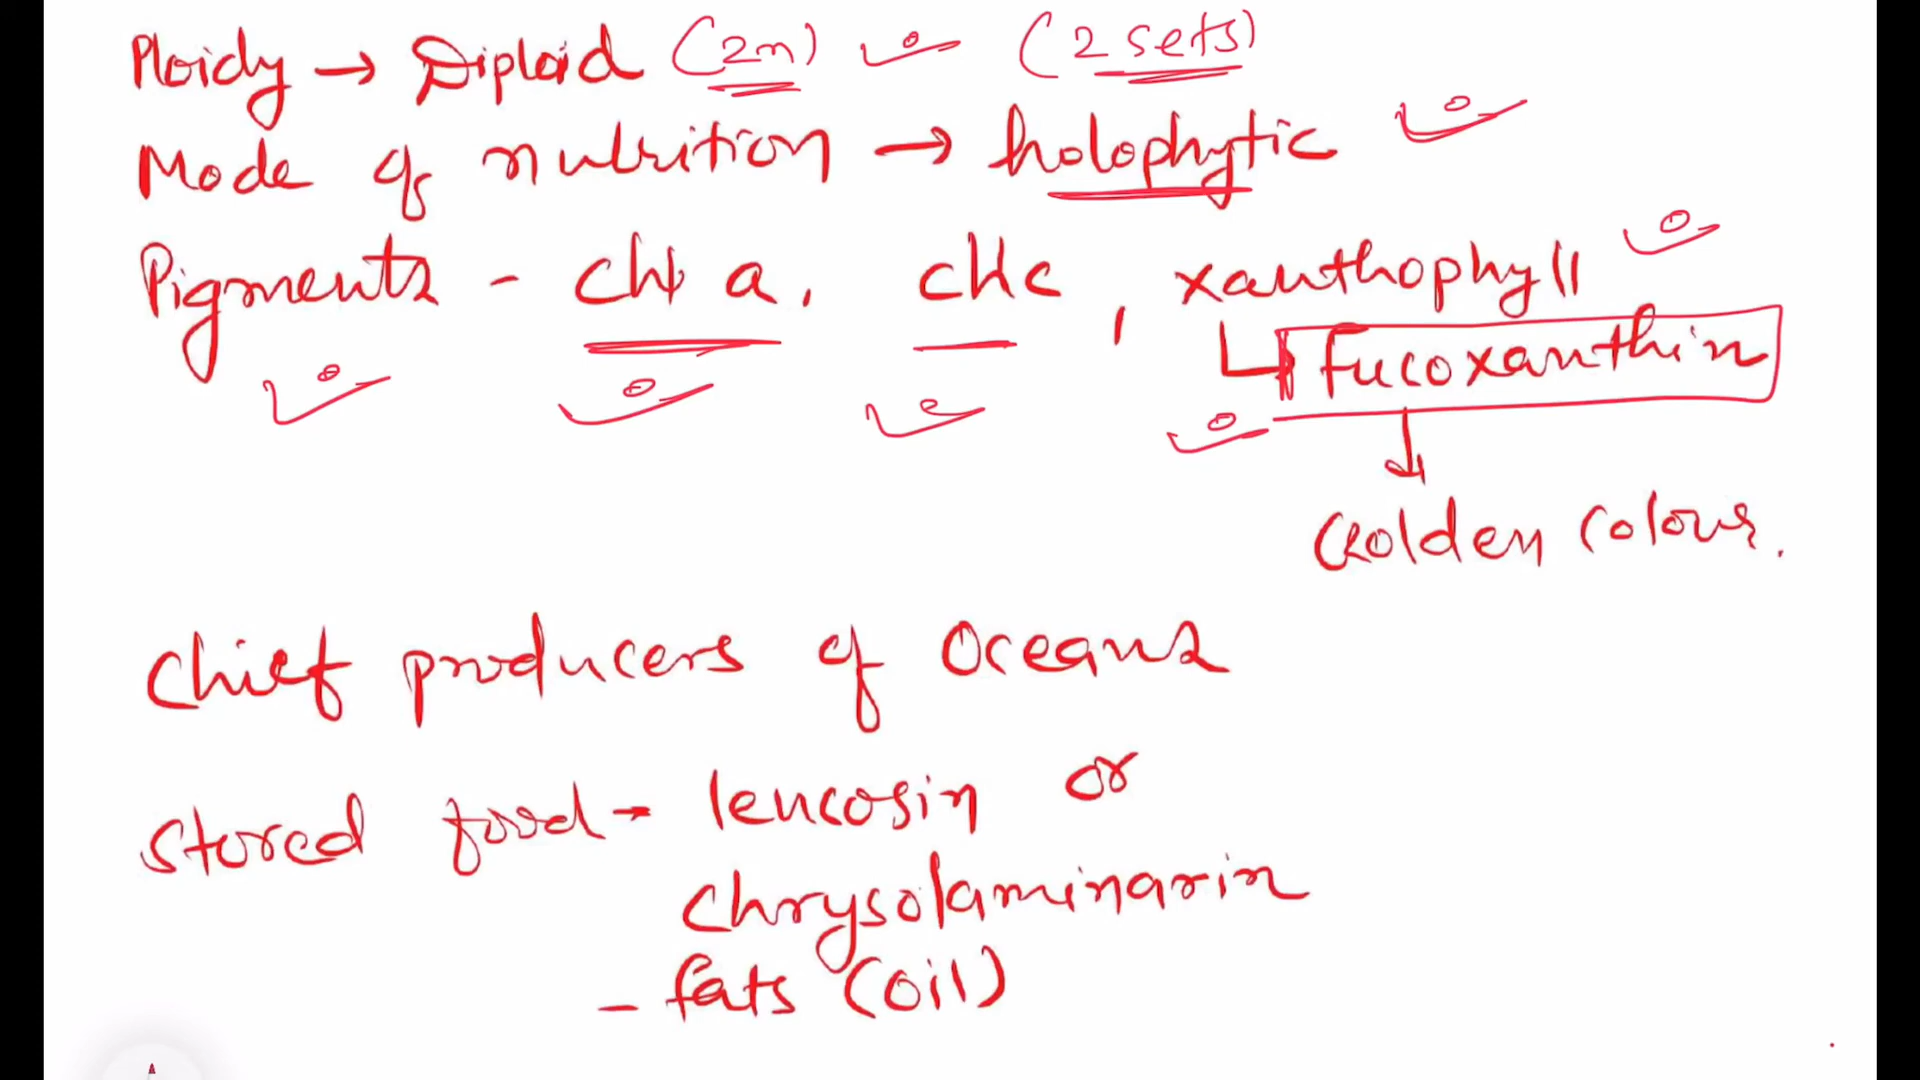 Ploidy → Diploid (2n) (2 sets)
Mode of nutrition → holophytic
Pigments - chl a, chl c, xanthophyll
↳ Fucoxanthin
↓
Golden colour.
Chief producers of Oceans
Stored food - leucosin or
Chrysolaminarin
- fats (oil)